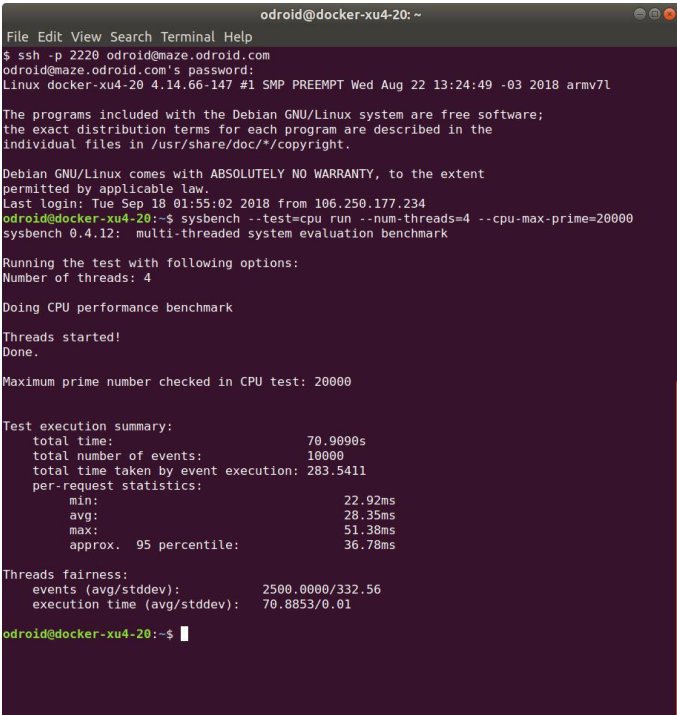 odroid@docker-xu4-20: ~
File Edit View Search Terminal Help
$ ssh -p 2220 odroid@maze.odroid.com
odroid@maze.odroid.com's password:
Linux docker-xu4-20 4.14.66-147 #1 SMP PREEMPT Wed Aug 22 13:24:49 -03 2018 armv7l

The programs included with the Debian GNU/Linux system are free software;
the exact distribution terms for each program are described in the
individual files in /usr/share/doc/*/copyright.

Debian GNU/Linux comes with ABSOLUTELY NO WARRANTY, to the extent
permitted by applicable law.
Last login: Tue Sep 18 01:55:02 2018 from 106.250.177.234
odroid@docker-xu4-20:~$ sysbench --test=cpu run --num-threads=4 --cpu-max-prime=20000
sysbench 0.4.12:  multi-threaded system evaluation benchmark

Running the test with following options:
Number of threads: 4

Doing CPU performance benchmark

Threads started!
Done.

Maximum prime number checked in CPU test: 20000


Test execution summary:
    total time:                          70.9090s
    total number of events:              10000
    total time taken by event execution: 283.5411
    per-request statistics:
         min:                                 22.92ms
         avg:                                 28.35ms
         max:                                 51.38ms
         approx.  95 percentile:              36.78ms

Threads fairness:
    events (avg/stddev):           2500.0000/332.56
    execution time (avg/stddev):   70.8853/0.01

odroid@docker-xu4-20:~$